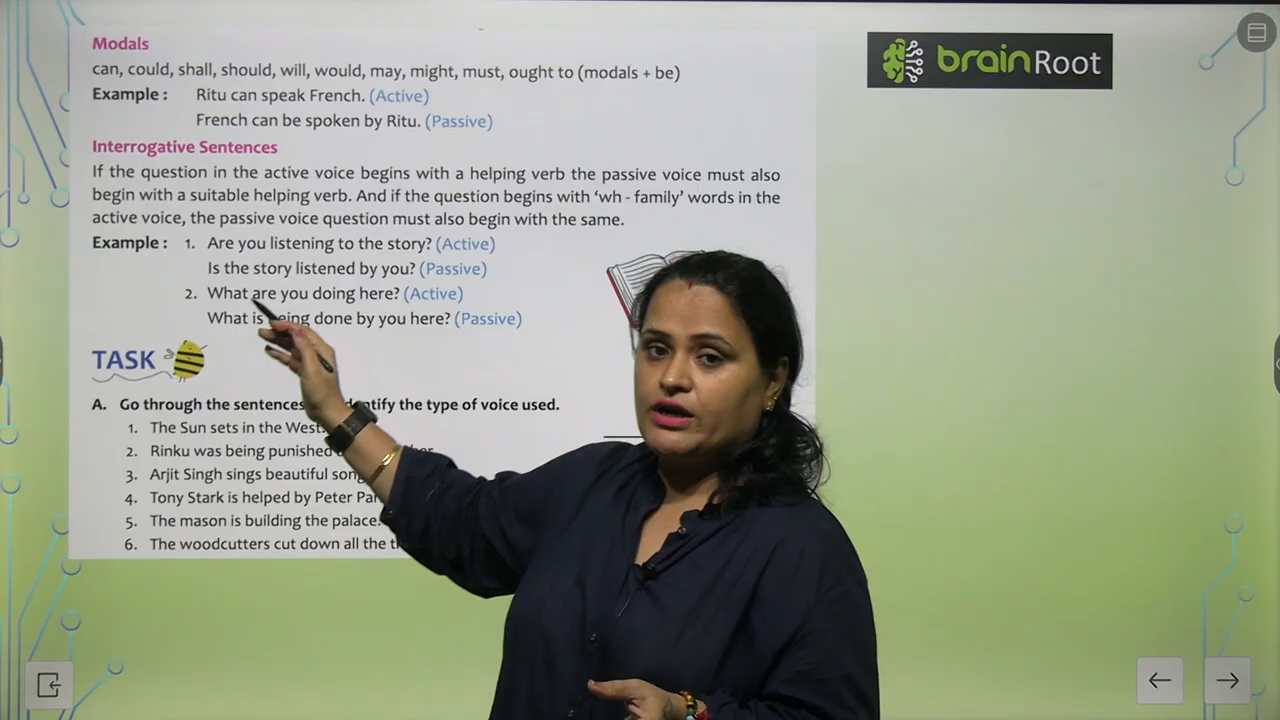 Modals
can, could, shall, should, will, would, may, might, must, ought to (modals + be)
Example : Ritu can speak French. (Active)
French can be spoken by Ritu. (Passive)
Interrogative Sentences
If the question in the active voice begins with a helping verb the passive voice must also
begin with a suitable helping verb. And if the question begins with 'wh - family' words in the
active voice, the passive voice question must also begin with the same.
Example : 1. Are you listening to the story? (Active)
Is the story listened by you? (Passive)
2. What are you doing here? (Active)
What is being done by you here? (Passive)
TASK
A. Go through the sentences identify the type of voice used.
1. The Sun sets in the West.
2. Rinku was being punished
3. Arjit Singh sings beautiful
4. Tony Stark is helped by Peter
5. The mason is building the palace.
6. The woodcutters cut down all the
brainRoot